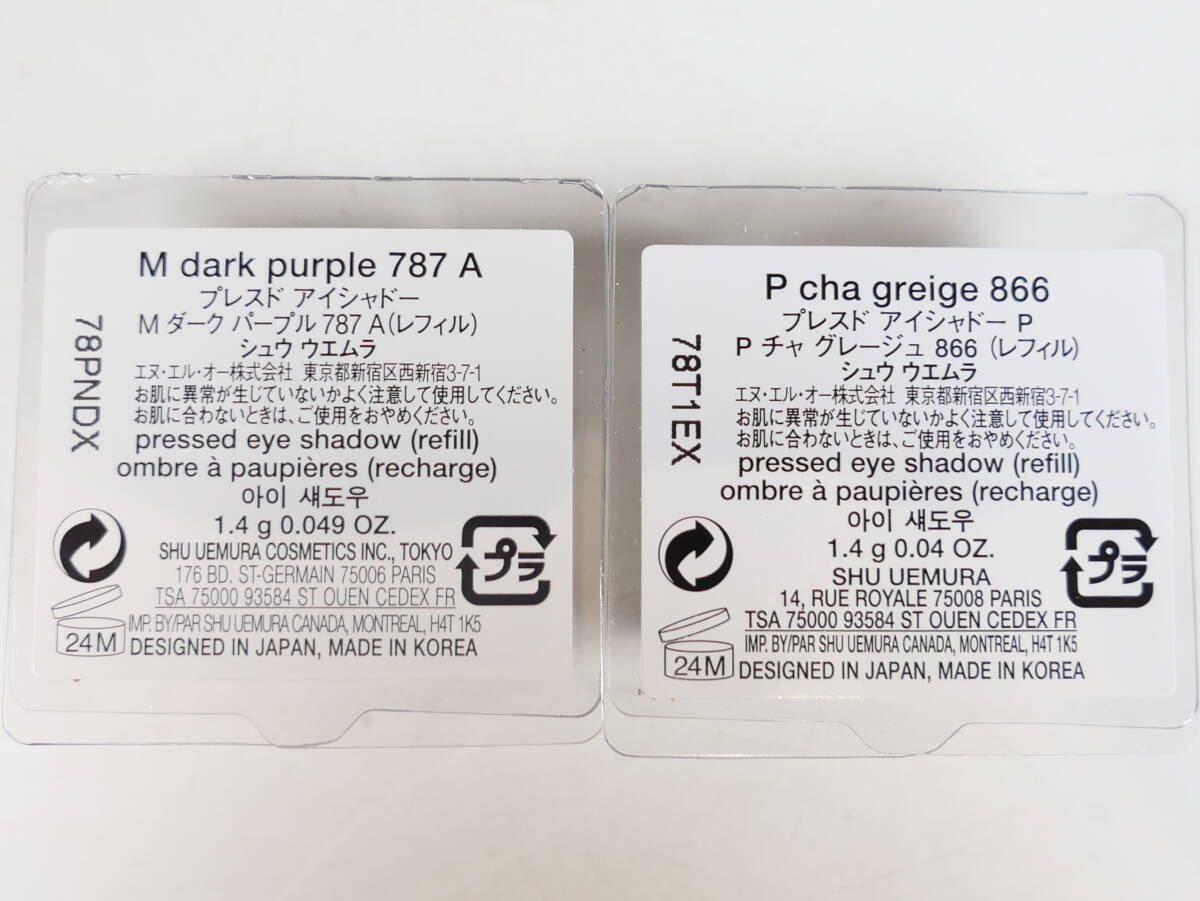 M dark purple 787 A
プレスド アイシャドー
M ダーク パープル 787 A(レフィル)
シュウ ウエムラ
エヌ・エル・オー株式会社 東京都新宿区西新宿3-7-1
お肌に異常が生じていないかよく注意して使用してください。
お肌に合わないときは、ご使用をおやめください。
pressed eye shadow (refill)
ombre à paupières (recharge)
아이 섀도우
1.4 g 0.049 OZ.
SHU UEMURA COSMETICS INC., TOKYO
176 BD. ST-GERMAIN 75006 PARIS
TSA 75000 93584 ST OUEN CEDEX FR
IMP. BY/PAR SHU UEMURA CANADA, MONTREAL, H4T 1K5
DESIGNED IN JAPAN, MADE IN KOREA
78PNDX
プラ
24M
P cha greige 866
プレスド アイシャドー P
P チャ グレージュ 866 (レフィル)
シュウ ウエムラ
エヌ・エル・オー株式会社 東京都新宿区西新宿3-7-1
お肌に異常が生じていないかよく注意して使用してください。
お肌に合わないときは、ご使用をおやめください。
pressed eye shadow (refill)
ombre à paupières (recharge)
아이 섀도우
1.4 g 0.04 OZ.
SHU UEMURA
14, RUE ROYALE 75008 PARIS
TSA 75000 93584 ST OUEN CEDEX FR
IMP. BY/PAR SHU UEMURA CANADA, MONTREAL, H4T 1K5
DESIGNED IN JAPAN, MADE IN KOREA
78T1EX
プラ
24M